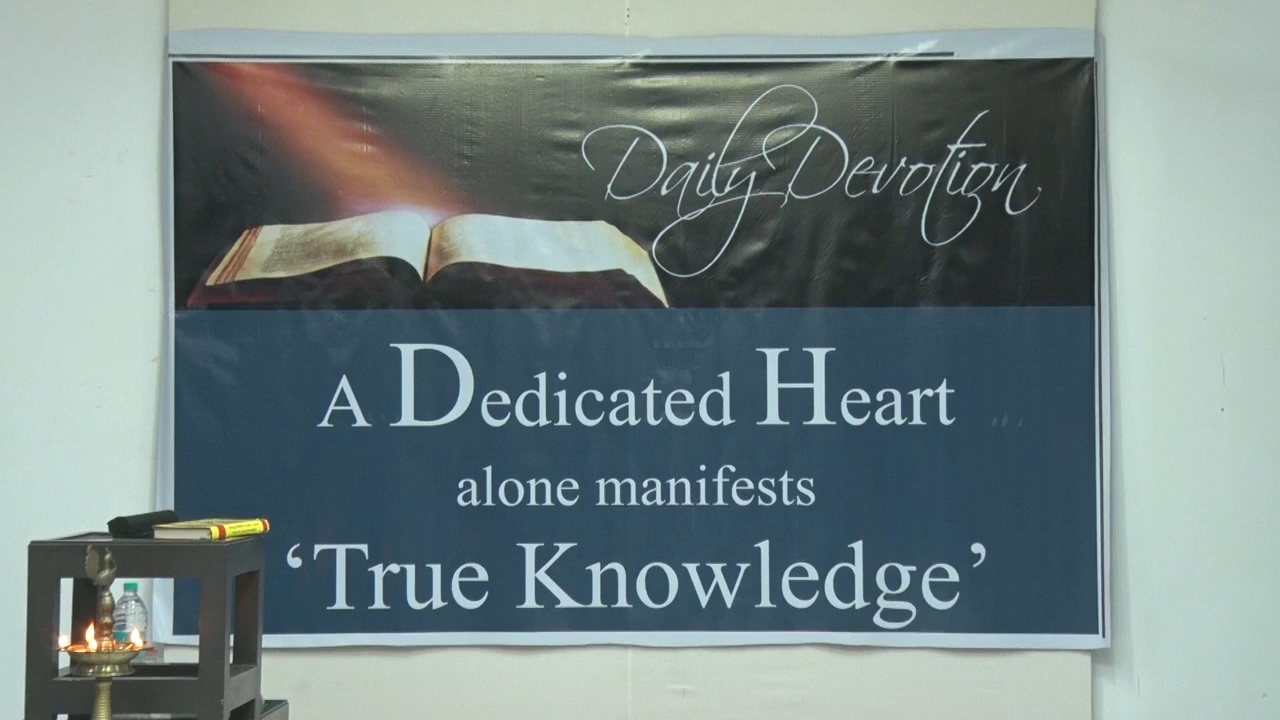 Daily Devotion
A Dedicated Heart
alone manifests
‘True Knowledge’